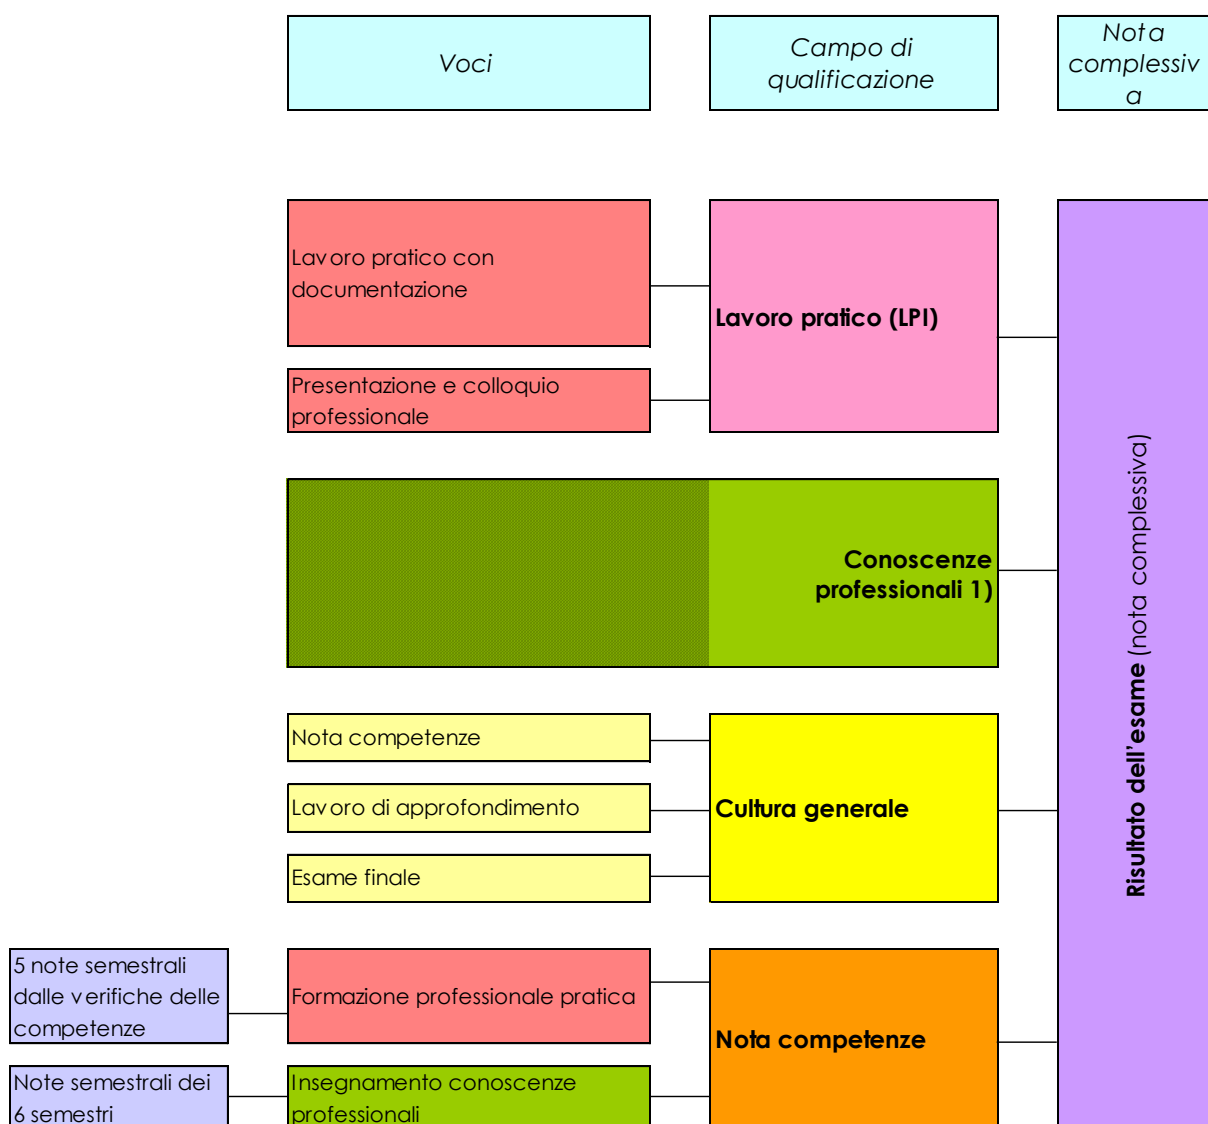 Voci
Campo di
qualificazione
Nota
complessiv
a
Lavoro pratico con
documentazione
Lavoro pratico (LPI)
Presentazione e colloquio
professionale
Conoscenze
professionali 1)
Risultato dell'esame (nota complessiva)
Nota competenze
Lavoro di approfondimento
Cultura generale
Esame finale
5 note semestrali
dalle verifiche delle
competenze
Formazione professionale pratica
Nota competenze
Note semestrali dei
6 semestri
Insegnamento conoscenze
professionali